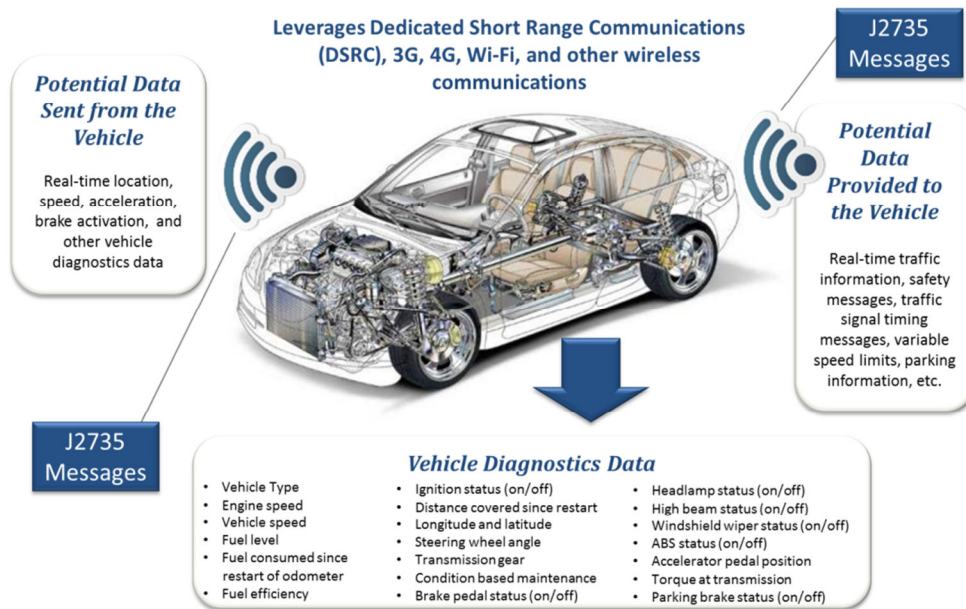 Leverages Dedicated Short Range Communications
(DSRC), 3G, 4G, Wi-Fi, and other wireless
communications
J2735
Messages
Potential Data
Sent from the
Vehicle
Real-time location,
speed, acceleration,
brake activation, and
other vehicle
diagnostics data
Potential
Data
Provided to
the Vehicle
Real-time traffic
information, safety
messages, traffic
signal timing
messages, variable
speed limits, parking
information, etc.
J2735
Messages
Vehicle Diagnostics Data
• Vehicle Type
• Engine speed
• Vehicle speed
• Fuel level
• Fuel consumed since
restart of odometer
• Fuel efficiency
• Ignition status (on/off)
• Distance covered since restart
• Longitude and latitude
• Steering wheel angle
• Transmission gear
• Condition based maintenance
• Brake pedal status (on/off)
• Headlamp status (on/off)
• High beam status (on/off)
• Windshield wiper status (on/off)
• ABS status (on/off)
• Accelerator pedal position
• Torque at transmission
• Parking brake status (on/off)